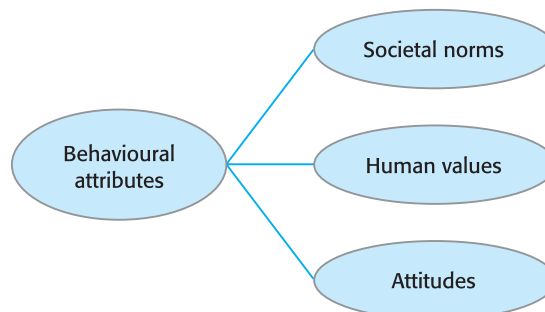 Societal norms
Behavioural
attributes
Human values
Attitudes